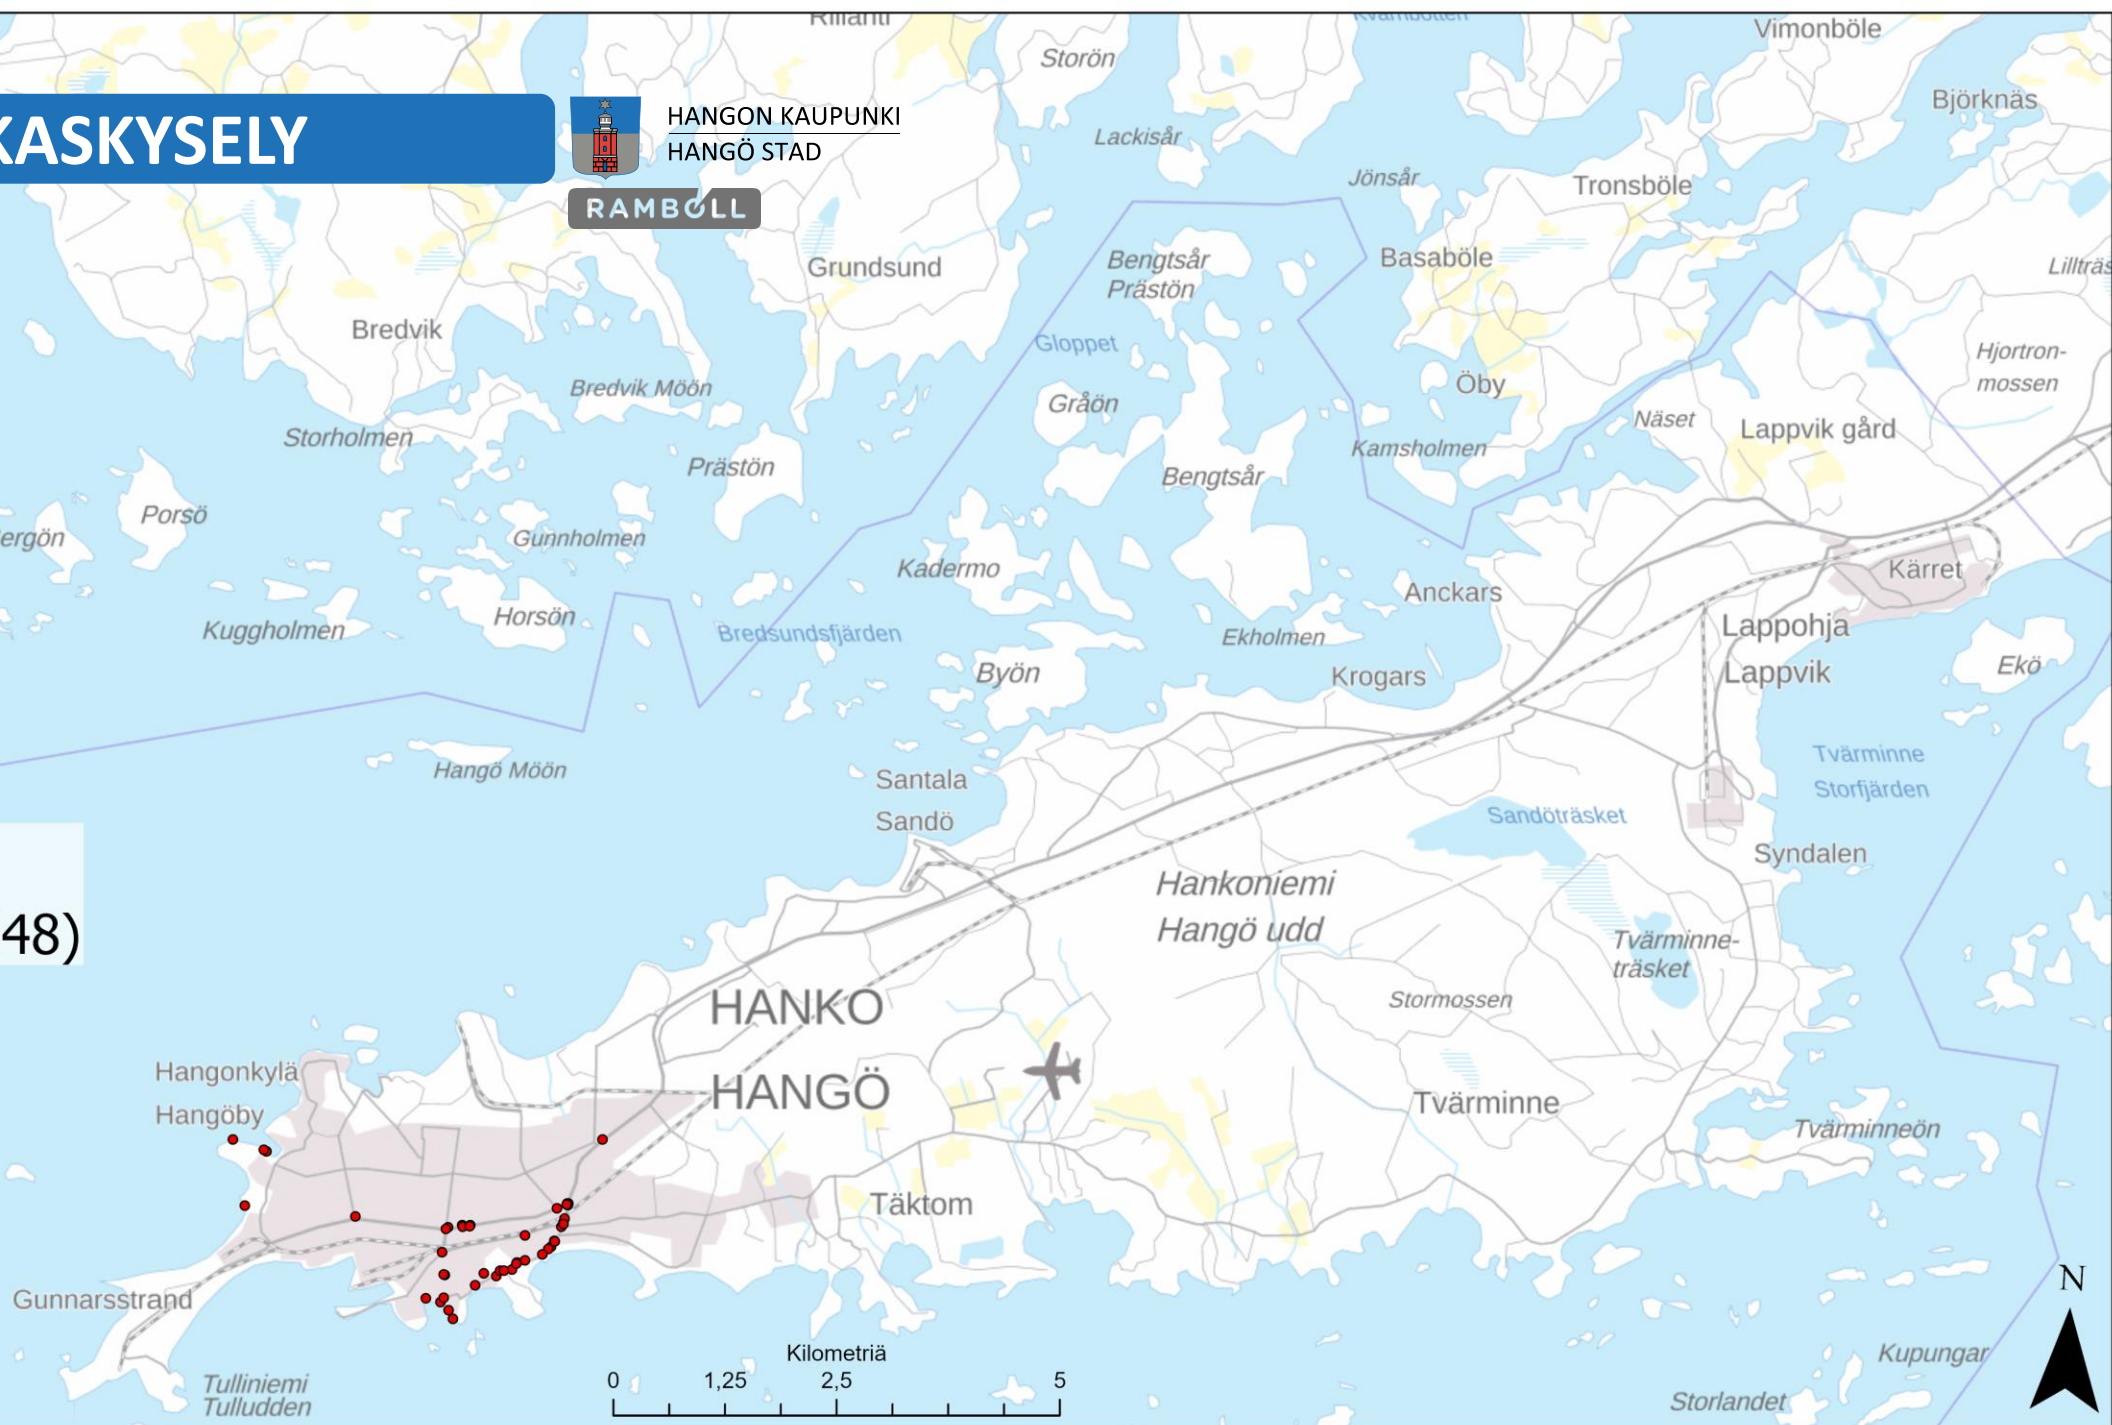 Riilahti
Kvarnbotten
Vimonböle
Storön
Björknäs
KASKYSELY
HANGON KAUPUNKI
HANGÖ STAD
RAMBOLL
Lackisår
Jönsår
Tronsböle
Grundsund
Bengtsår
Prästön
Basaböle
Lillträs
Bredvik
Gloppet
Hjortron-
mossen
Bredvik Möön
Gråön
Öby
Näset
Lappvik gård
Storholmen
Prästön
Bengtsår
Kamsholmen
Porsö
ergön
Gunnholmen
Kadermo
Anckars
Kärret
Kuggholmen
Horsön
Bredsundsfjärden
Ekholmen
Lappohja
Lappvik
Byön
Krogars
Ekö
Hangö Möön
Santala
Sandö
Tvärminne
Storfjärden
Sandöträsket
Syndalen
48)
Hankoniemi
Hangö udd
Tvärminne-
träsket
HANKO
HANGÖ
Stormossen
Hangonkylä
Hangöby
Tvärminne
Tvärminneön
Täktom
Gunnarsstrand
N
Tulliniemi
Tulludden
Kilometriä
0 1,25 2,5 5
Kupungar
Storlandet